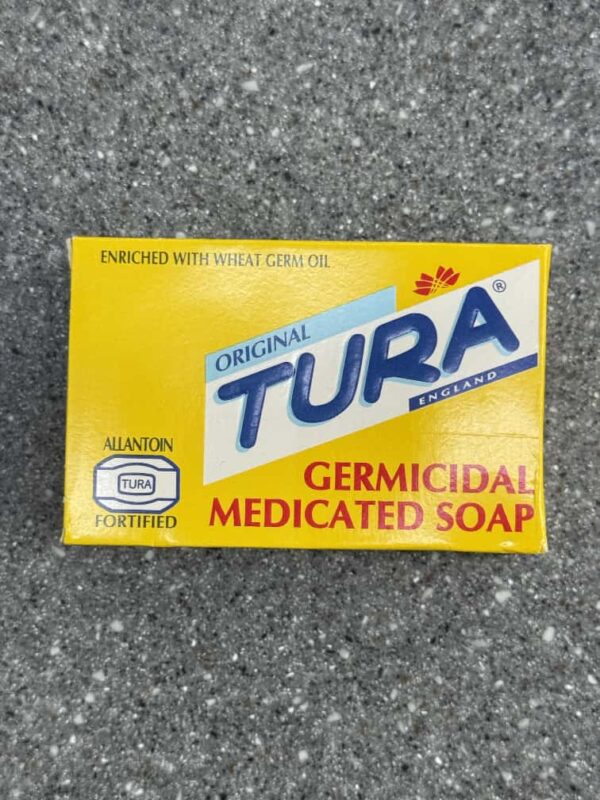 ENRICHED WITH WHEAT GERM OIL
ORIGINAL
TURA®
ENGLAND
GERMICIDAL
MEDICATED SOAP
ALLANTOIN
TURA
FORTIFIED